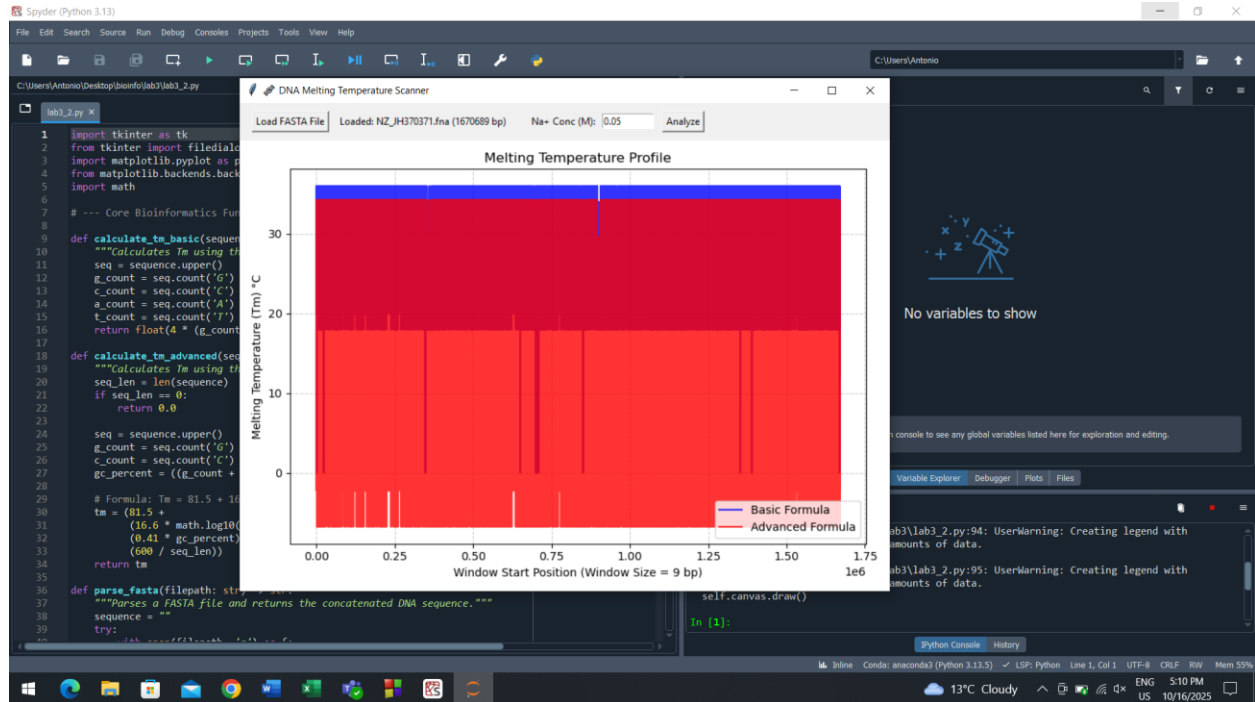 Spyder (Python 3.13)
File Edit Search Source Run Debug Consoles Projects Tools View Help
C:\Users\Antonio
C:\Users\Antonio\Desktop\bioinfo\lab3\lab3_2.py
lab3_2.py
1 import tkinter as tk
2 from tkinter import filedialo
3 import matplotlib.pyplot as p
4 from matplotlib.backends.back
5 import math
6
7 # --- Core Bioinformatics Fun
8
9 def calculate_tm_basic(sequen
10 """Calculates Tm using th
11 seq = sequence.upper()
12 g_count = seq.count('G')
13 c_count = seq.count('C')
14 a_count = seq.count('A')
15 t_count = seq.count('T')
16 return float(4 * (g_count
17
18 def calculate_tm_advanced(seq
19 """Calculates Tm using th
20 seq_len = len(sequence)
21 if seq_len == 0:
22 return 0.0
23
24 seq = sequence.upper()
25 g_count = seq.count('G')
26 c_count = seq.count('C')
27 gc_percent = ((g_count +
28
29 # Formula: Tm = 81.5 + 16
30 tm = (81.5 +
31 (16.6 * math.log10(
32 (0.41 * gc_percent)
33 (600 / seq_len))
34 return tm
35
36 def parse_fasta(filepath: str
37 """Parses a FASTA file and returns the concatenated DNA sequence."""
38 sequence = ""
39 try:
DNA Melting Temperature Scanner
Load FASTA File Loaded: NZ_JH370371.fna (1670689 bp) Na+ Conc (M): 0.05 Analyze
Melting Temperature Profile
Melting Temperature (Tm) °C
30
20
10
0
Basic Formula
Advanced Formula
0.00 0.25 0.50 0.75 1.00 1.25 1.50 1.75
1e6
Window Start Position (Window Size = 9 bp)
No variables to show
console to see any global variables listed here for exploration and editing.
Variable Explorer Debugger Plots Files
ab3\lab3_2.py:94: UserWarning: Creating legend with
amounts of data.
ab3\lab3_2.py:95: UserWarning: Creating legend with
amounts of data.
self.canvas.draw()
In [1]:
IPython Console History
Inline Conda: anaconda3 (Python 3.13.5) LSP: Python Line 1, Col 1 UTF-8 CRLF RW Mem 55%
13°C Cloudy
ENG
US
5:10 PM
10/16/2025